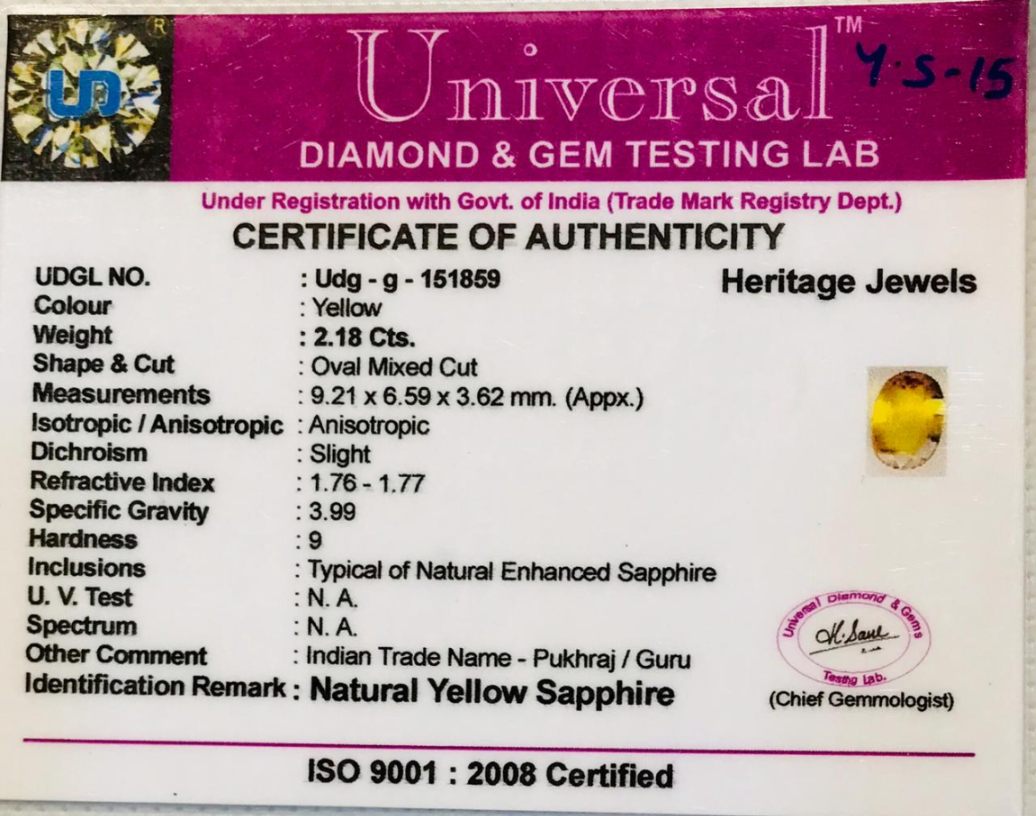 UD ®
Universal™
Y.S-15
DIAMOND & GEM TESTING LAB
Under Registration with Govt. of India (Trade Mark Registry Dept.)
CERTIFICATE OF AUTHENTICITY
Heritage Jewels
UDGL NO. : Udg - g - 151859
Colour : Yellow
Weight : 2.18 Cts.
Shape & Cut : Oval Mixed Cut
Measurements : 9.21 x 6.59 x 3.62 mm. (Appx.)
Isotropic / Anisotropic : Anisotropic
Dichroism : Slight
Refractive Index : 1.76 - 1.77
Specific Gravity : 3.99
Hardness : 9
Inclusions : Typical of Natural Enhanced Sapphire
U. V. Test : N. A.
Spectrum : N. A.
Other Comment : Indian Trade Name - Pukhraj / Guru
Identification Remark : Natural Yellow Sapphire
Universal Diamond & Gems
Testing Lab.
(Chief Gemmologist)
ISO 9001 : 2008 Certified